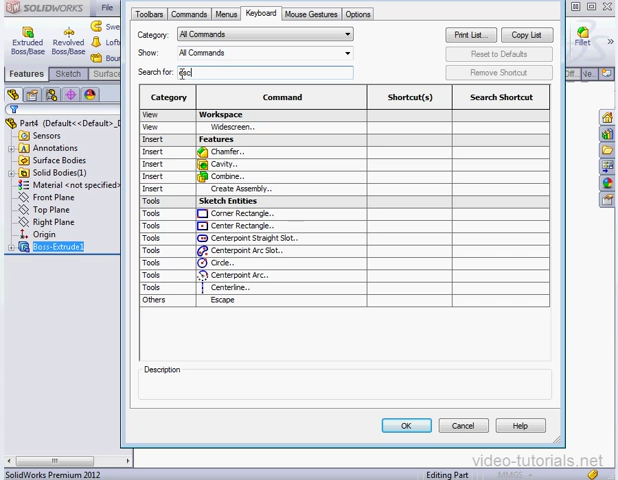 SOLIDWORKS File
Toolbars Commands Menus Keyboard Mouse Gestures Options
Category: All Commands Print List... Copy List
Show: All Commands Reset to Defaults
Search for: esc Remove Shortcut
Extruded Boss/Base
Revolved Boss/Base
Swe
Loft
Boun
Fillet
Features Sketch Surface
Category Command Shortcut(s) Search Shortcut
View Workspace
View Widescreen..
Insert Features
Insert Chamfer..
Insert Cavity..
Insert Combine..
Insert Create Assembly..
Tools Sketch Entities
Tools Corner Rectangle..
Tools Center Rectangle..
Tools Centerpoint Straight Slot..
Tools Centerpoint Arc Slot..
Tools Circle..
Tools Centerpoint Arc..
Tools Centerline..
Others Escape
Part4 (Default<<Default>_D
Sensors
Annotations
Surface Bodies
Solid Bodies(1)
Material <not specified>
Front Plane
Top Plane
Right Plane
Origin
Boss-Extrude1
Description
OK Cancel Help
video-tutorials.net
SolidWorks Premium 2012 Editing Part MMGS